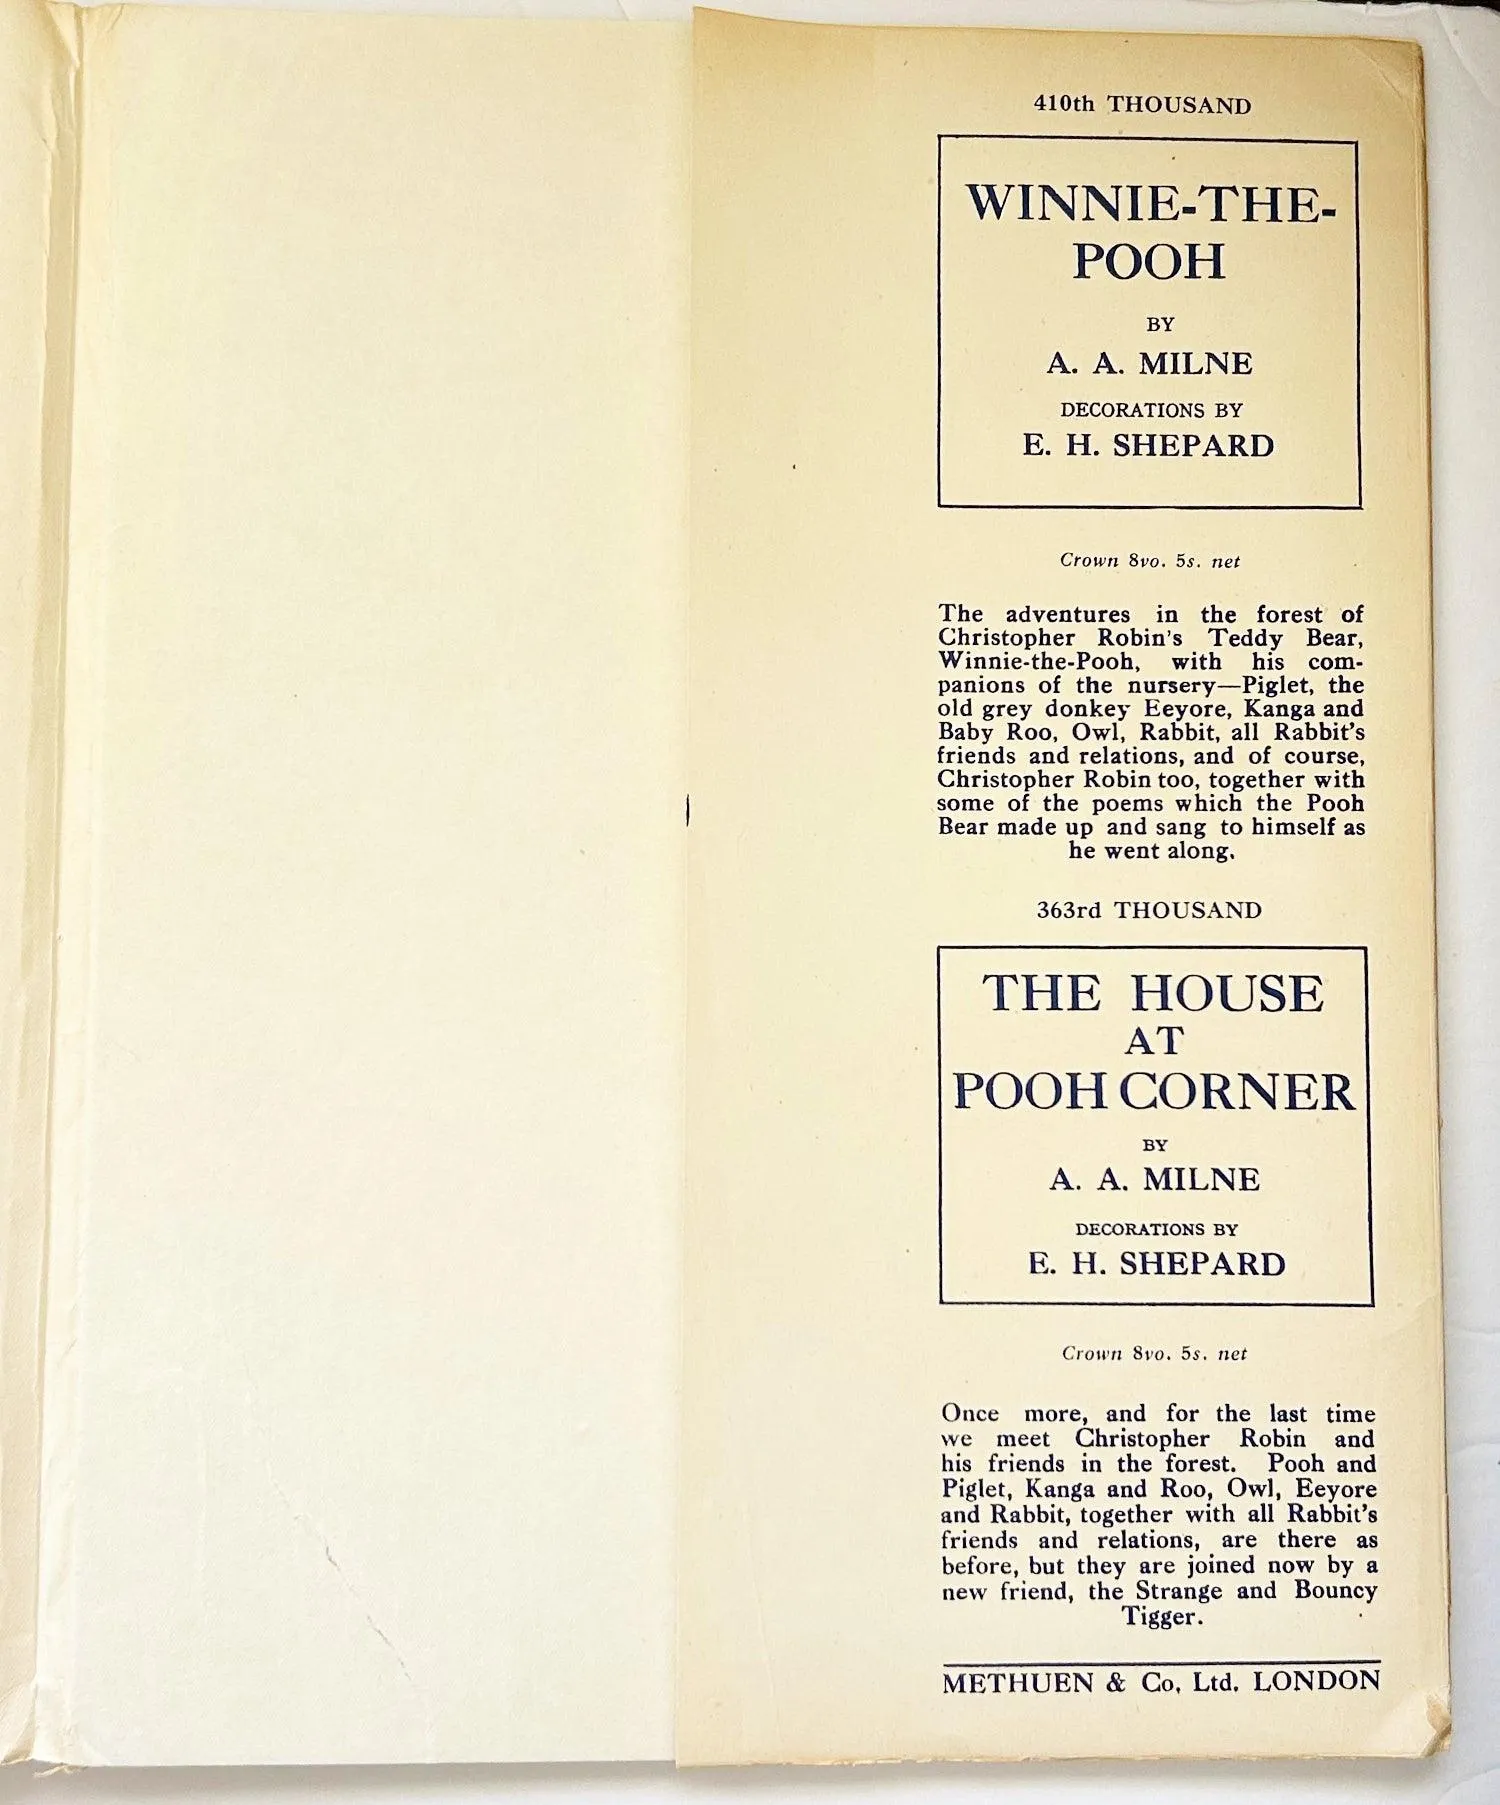 410th THOUSAND
WINNIE-THE-
POOH
BY
A. A. MILNE
DECORATIONS BY
E. H. SHEPARD
Crown 8vo. 5s. net
The adventures in the forest of
Christopher Robin's Teddy Bear,
Winnie-the-Pooh, with his com-
panions of the nursery—Piglet, the
old grey donkey Eeyore, Kanga and
Baby Roo, Owl, Rabbit, all Rabbit's
friends and relations, and of course,
Christopher Robin too, together with
some of the poems which the Pooh
Bear made up and sang to himself as
he went along.
363rd THOUSAND
THE HOUSE
AT
POOH CORNER
BY
A. A. MILNE
DECORATIONS BY
E. H. SHEPARD
Crown 8vo. 5s. net
Once more, and for the last time
we meet Christopher Robin and
his friends in the forest. Pooh and
Piglet, Kanga and Roo, Owl, Eeyore
and Rabbit, together with all Rabbit's
friends and relations, are there as
before, but they are joined now by a
new friend, the Strange and Bouncy
Tigger.
METHUEN & Co. Ltd. LONDON